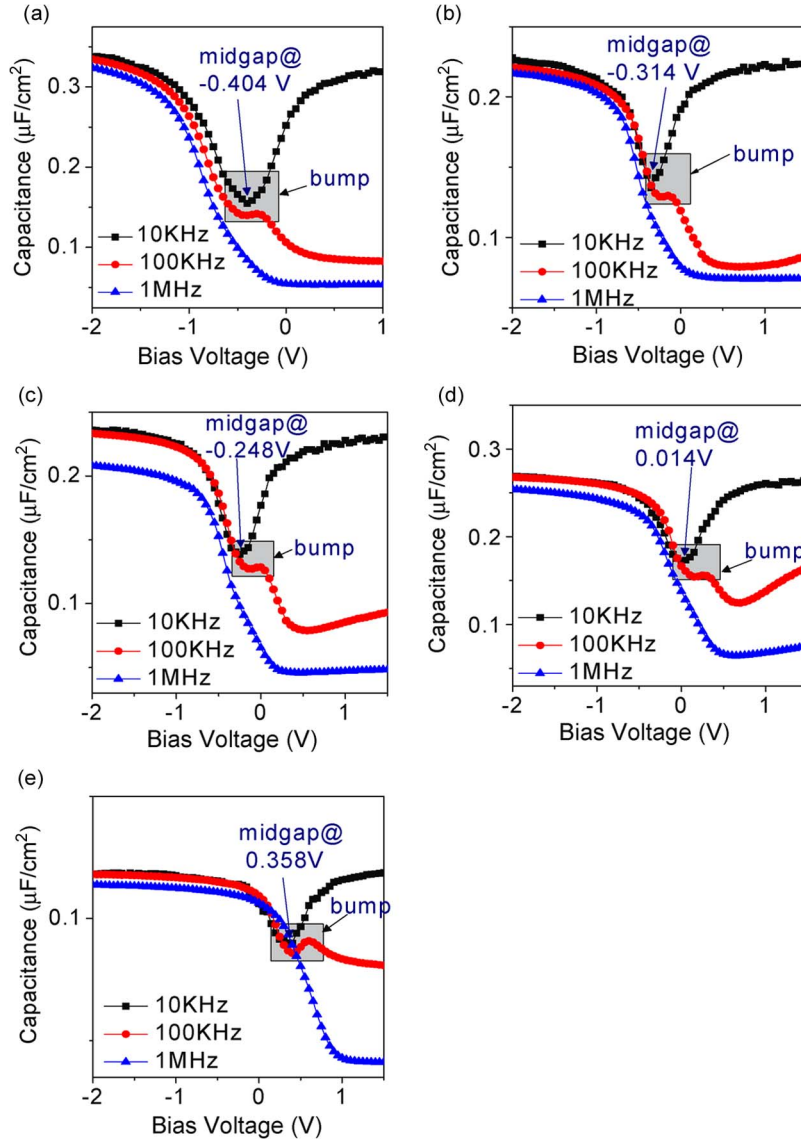 (a)
midgap@
-0.404 V
bump
10KHz
100KHz
1MHz
0.3
0.2
0.1
-2 -1 0 1
Capacitance (µF/cm²)
Bias Voltage (V)
(b)
midgap@
-0.314 V
bump
10KHz
100KHz
1MHz
0.2
0.1
-2 -1 0 1
Capacitance (µF/cm²)
Bias Voltage (V)
(c)
midgap@
-0.248V
bump
10KHz
100KHz
1MHz
0.2
0.1
-2 -1 0 1
Capacitance (µF/cm²)
Bias Voltage (V)
(d)
midgap@
0.014V
bump
10KHz
100KHz
1MHz
0.3
0.2
0.1
-2 -1 0 1
Capacitance (µF/cm²)
Bias Voltage (V)
(e)
midgap@
0.358V
bump
10KHz
100KHz
1MHz
0.1
-2 -1 0 1
Capacitance (µF/cm²)
Bias Voltage (V)